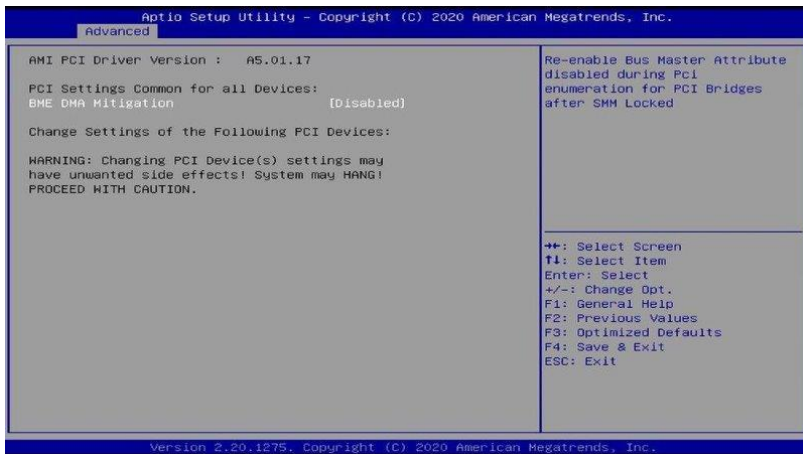 Aptio Setup Utility – Copyright (C) 2020 American Megatrends, Inc.
Advanced
AMI PCI Driver Version : A5.01.17
PCI Settings Common for all Devices:
BME DMA Mitigation [Disabled]
Change Settings of the Following PCI Devices:
WARNING: Changing PCI Device(s) settings may
have unwanted side effects! System may HANG!
PROCEED WITH CAUTION.
Re-enable Bus Master Attribute
disabled during Pci
enumeration for PCI Bridges
after SMM Locked
→←: Select Screen
↑↓: Select Item
Enter: Select
+/-: Change Opt.
F1: General Help
F2: Previous Values
F3: Optimized Defaults
F4: Save & Exit
ESC: Exit
Version 2.20.1275. Copyright (C) 2020 American Megatrends, Inc.